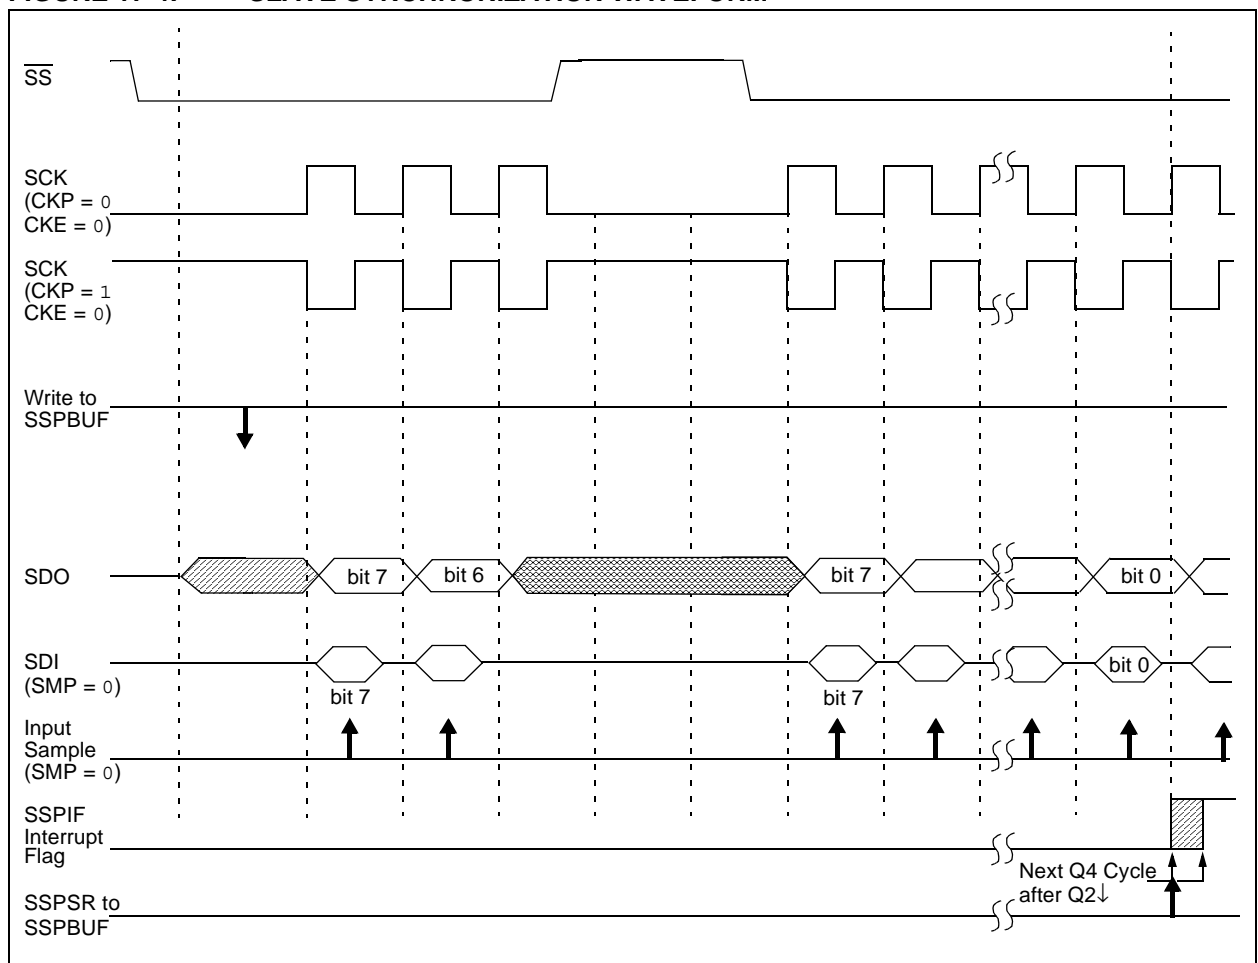 SS
SCK
(CKP = 0
CKE = 0)
SCK
(CKP = 1
CKE = 0)
Write to
SSPBUF
SDO
bit 7
bit 6
bit 7
bit 0
SDI
(SMP = 0)
bit 7
bit 7
bit 0
Input
Sample
(SMP = 0)
SSPIF
Interrupt
Flag
Next Q4 Cycle
after Q2↓
SSPSR to
SSPBUF